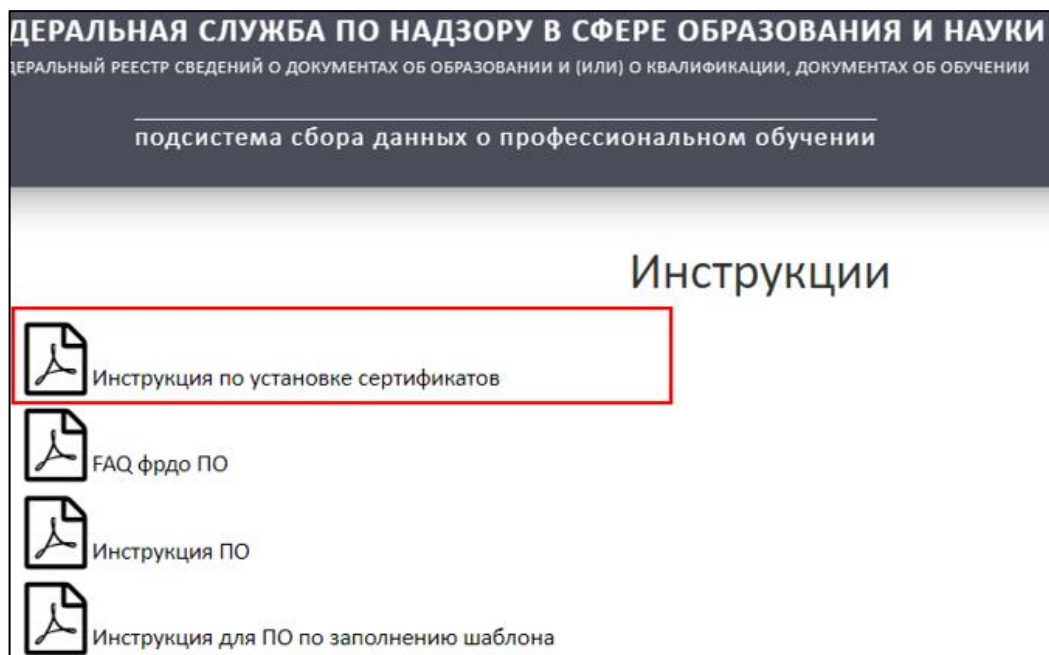 ДЕРАЛЬНАЯ СЛУЖБА ПО НАДЗОРУ В СФЕРЕ ОБРАЗОВАНИЯ И НАУКИ
ДЕРАЛЬНЫЙ РЕЕСТР СВЕДЕНИЙ О ДОКУМЕНТАХ ОБ ОБРАЗОВАНИИ И (ИЛИ) О КВАЛИФИКАЦИИ, ДОКУМЕНТАХ ОБ ОБУЧЕНИИ
подсистема сбора данных о профессиональном обучении
Инструкции
Инструкция по установке сертификатов
FAQ фрдо ПО
Инструкция ПО
Инструкция для ПО по заполнению шаблона